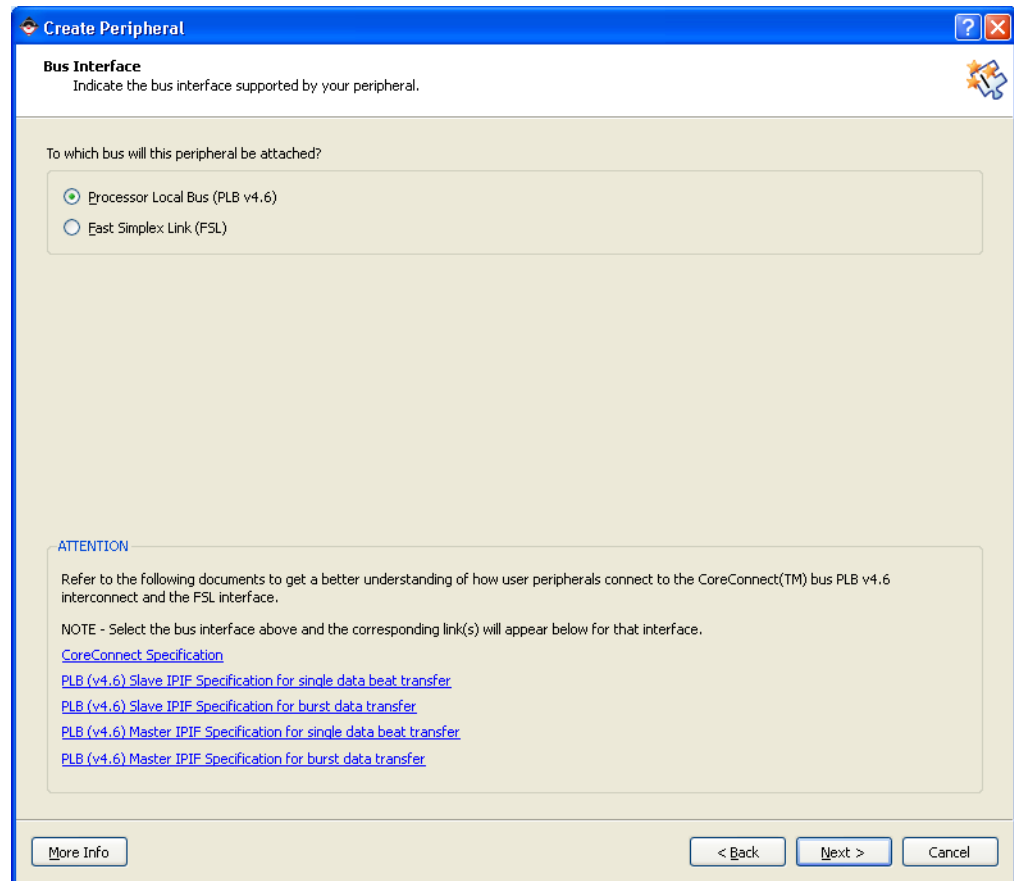 Create Peripheral
Bus Interface
Indicate the bus interface supported by your peripheral.
To which bus will this peripheral be attached?
Processor Local Bus (PLB v4.6)
Fast Simplex Link (FSL)
ATTENTION
Refer to the following documents to get a better understanding of how user peripherals connect to the CoreConnect(TM) bus PLB v4.6
interconnect and the FSL interface.
NOTE - Select the bus interface above and the corresponding link(s) will appear below for that interface.
CoreConnect Specification
PLB (v4.6) Slave IPIF Specification for single data beat transfer
PLB (v4.6) Slave IPIF Specification for burst data transfer
PLB (v4.6) Master IPIF Specification for single data beat transfer
PLB (v4.6) Master IPIF Specification for burst data transfer
More Info < Back Next > Cancel